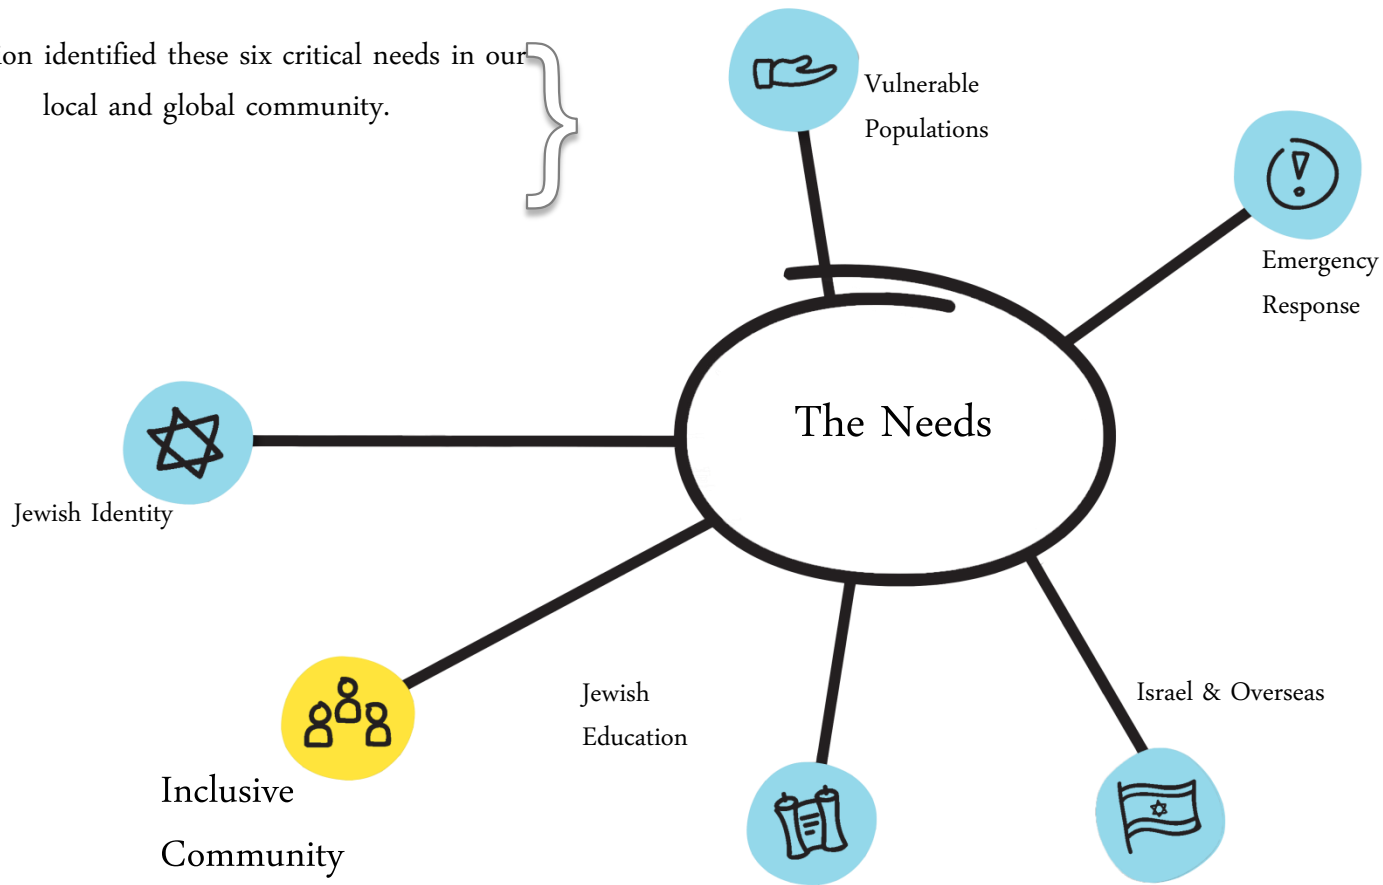 ion identified these six critical needs in our
local and global community.
Vulnerable
Populations
Emergency
Response
The Needs
Jewish Identity
Jewish
Education
Israel & Overseas
Inclusive
Community